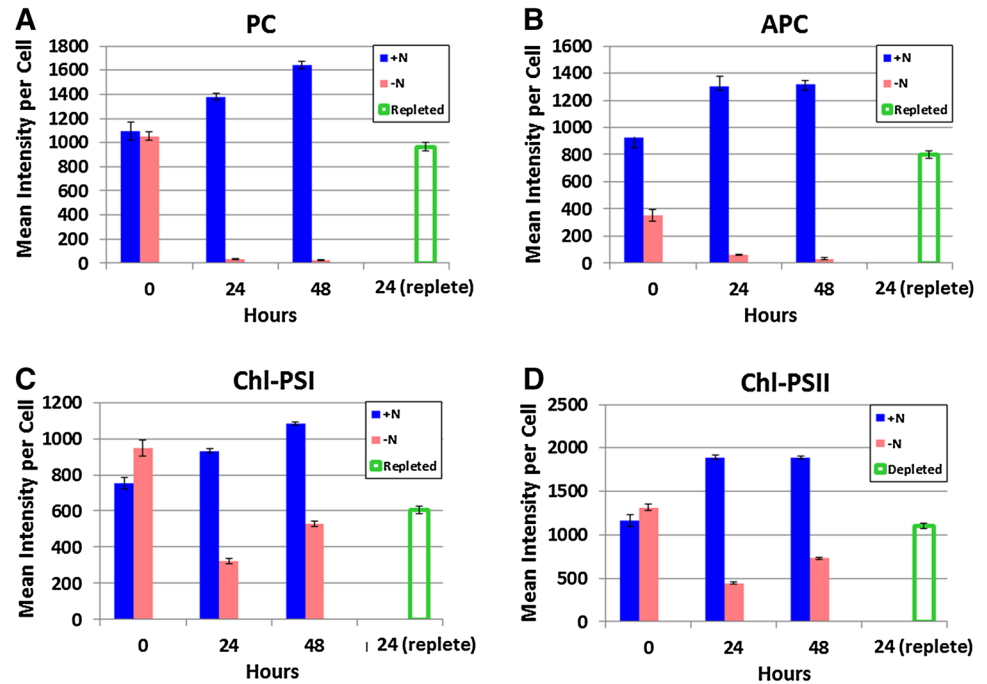 A
PC
Mean Intensity per Cell
1800
1600
1400
1200
1000
800
600
400
200
0
+N
-N
Repleted
0 24 48 24 (replete)
Hours
B
APC
Mean Intensity per Cell
1600
1400
1200
1000
800
600
400
200
0
+N
-N
Repleted
0 24 48 24 (replete)
Hours
C
Chl-PSI
Mean Intensity per Cell
1200
1000
800
600
400
200
0
+N
-N
Repleted
0 24 48 24 (replete)
Hours
D
Chl-PSII
Mean Intensity per Cell
2500
2000
1500
1000
500
0
+N
-N
Depleted
0 24 48 24 (replete)
Hours